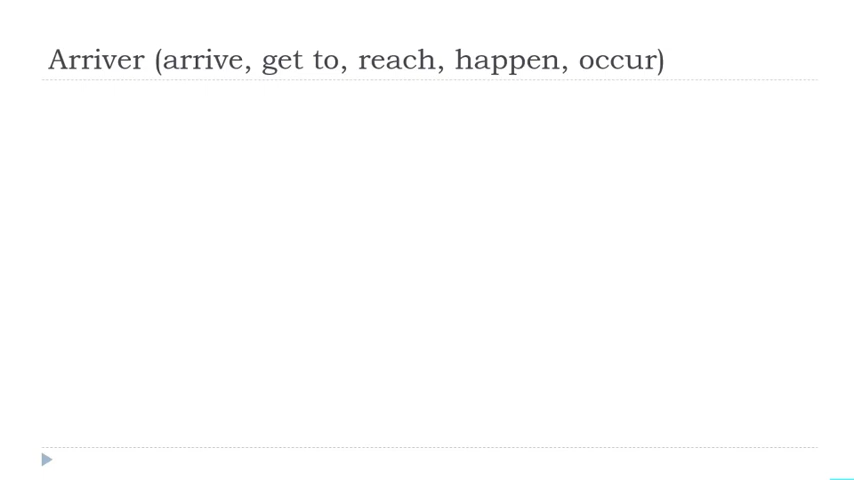 Arriver (arrive, get to, reach, happen, occur)